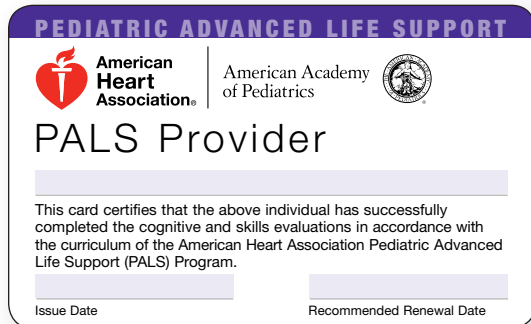 PEDIATRIC ADVANCED LIFE SUPPORT
American
Heart
Association®
American Academy
of Pediatrics
PALS Provider
This card certifies that the above individual has successfully
completed the cognitive and skills evaluations in accordance with
the curriculum of the American Heart Association Pediatric Advanced
Life Support (PALS) Program.
Issue Date
Recommended Renewal Date